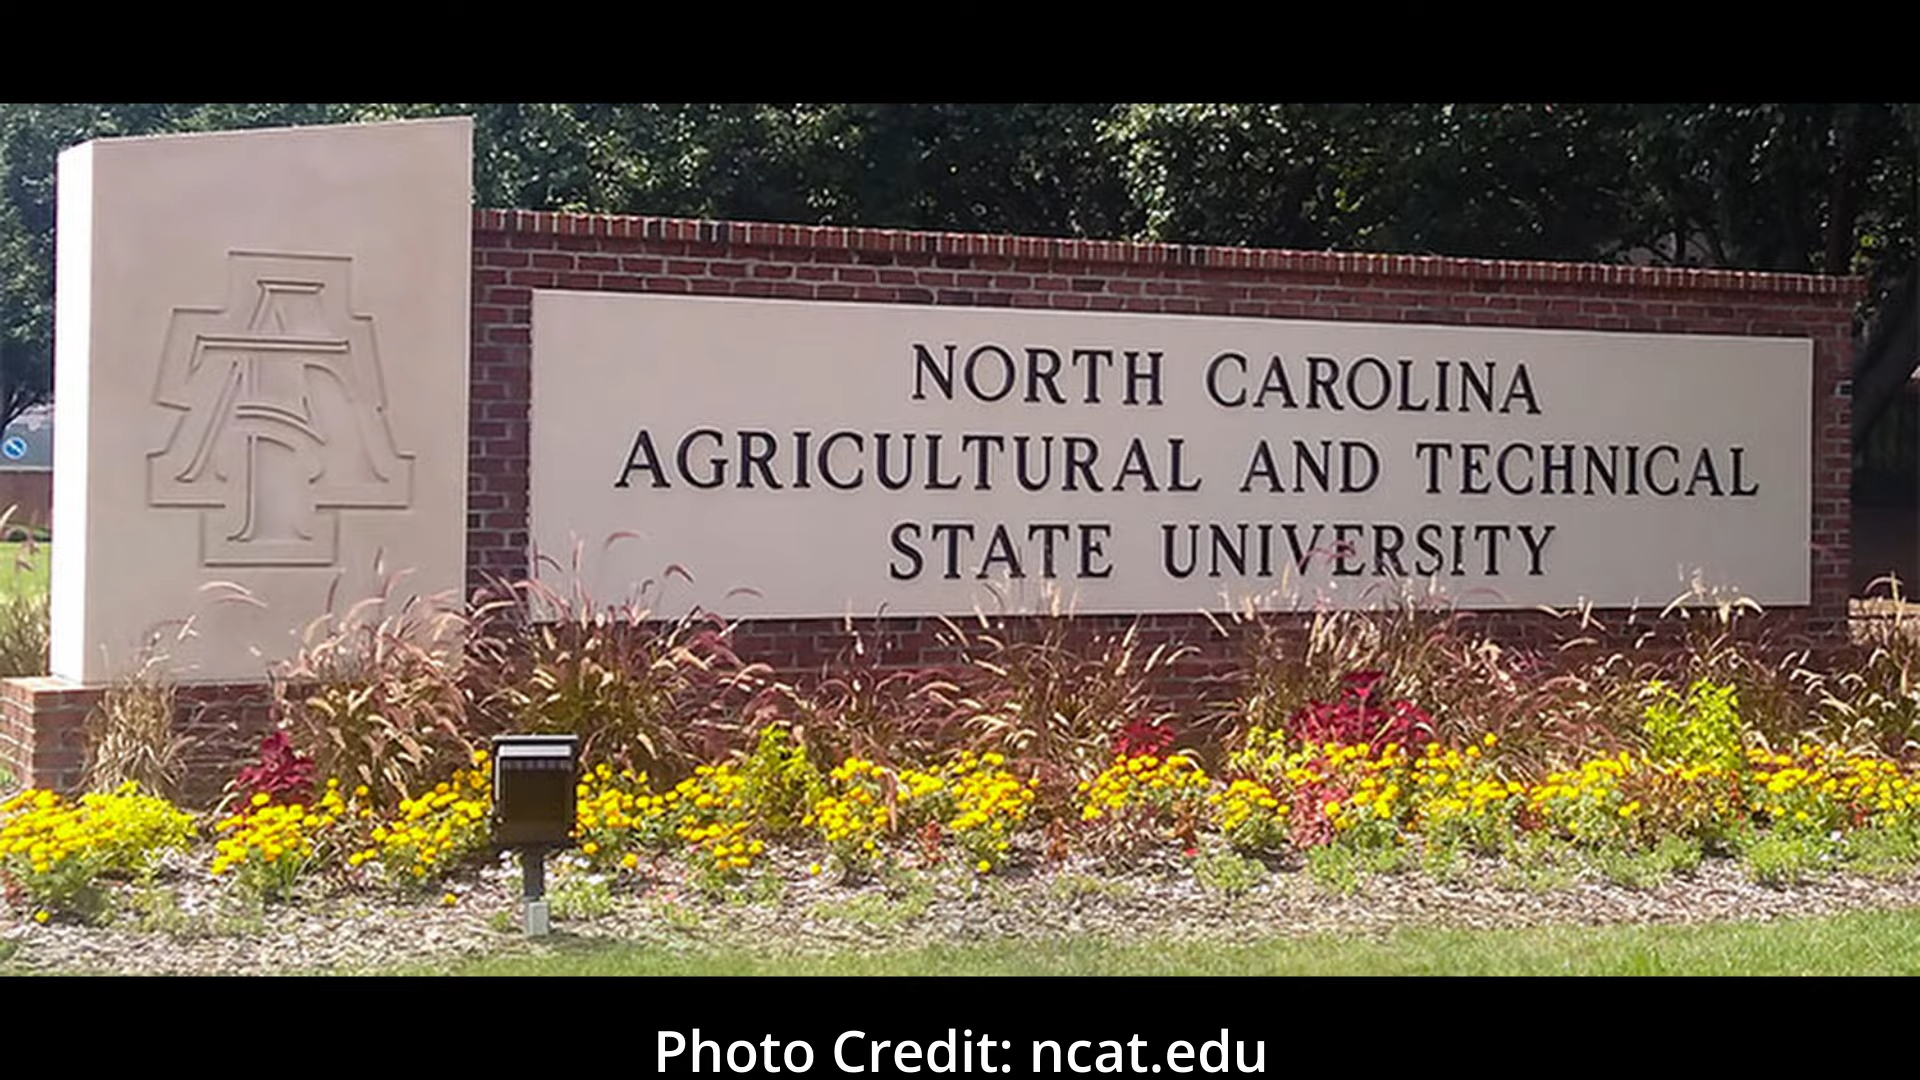 NORTH CAROLINA
AGRICULTURAL AND TECHNICAL
STATE UNIVERSITY
Photo Credit: ncat.edu